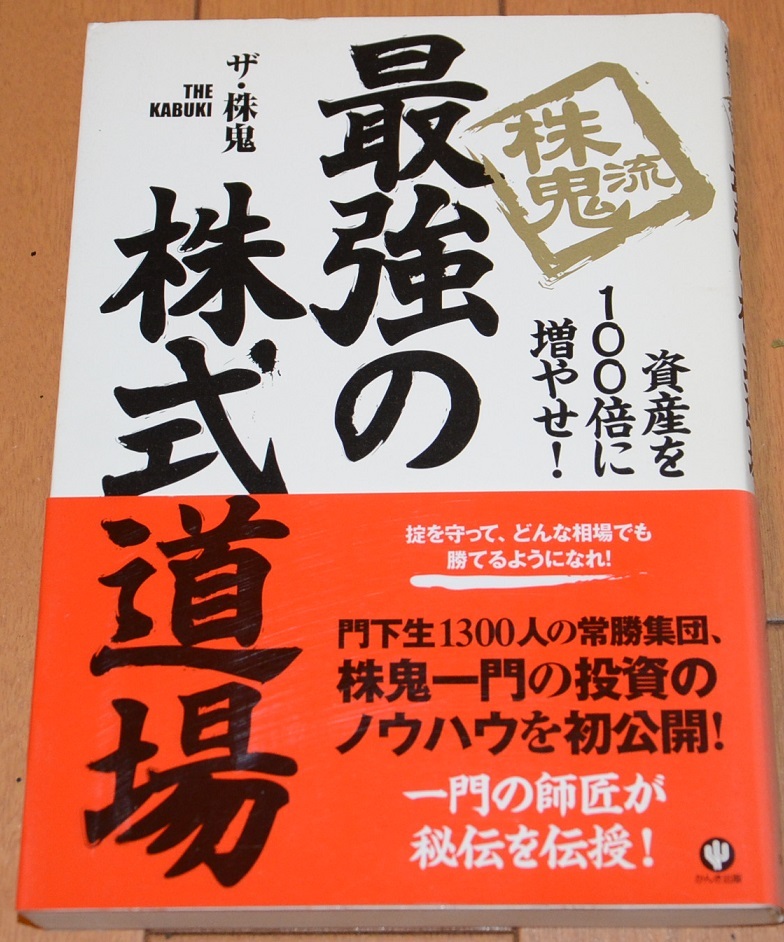 株鬼
流
資産を
100倍に
増やせ!
最強の
株式道場
ザ・株鬼
THE
KABUKI
掟を守って、どんな相場でも
勝てるようになれ!
門下生1300人の常勝集団、
株鬼一門の投資の
ノウハウを初公開!
一門の師匠が
秘伝を伝授!
かんき出版